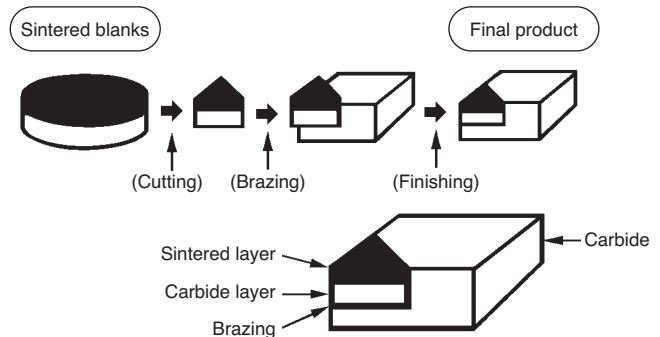 Sintered blanks
Final product
(Cutting)
(Brazing)
(Finishing)
Sintered layer
Carbide
Carbide layer
Brazing